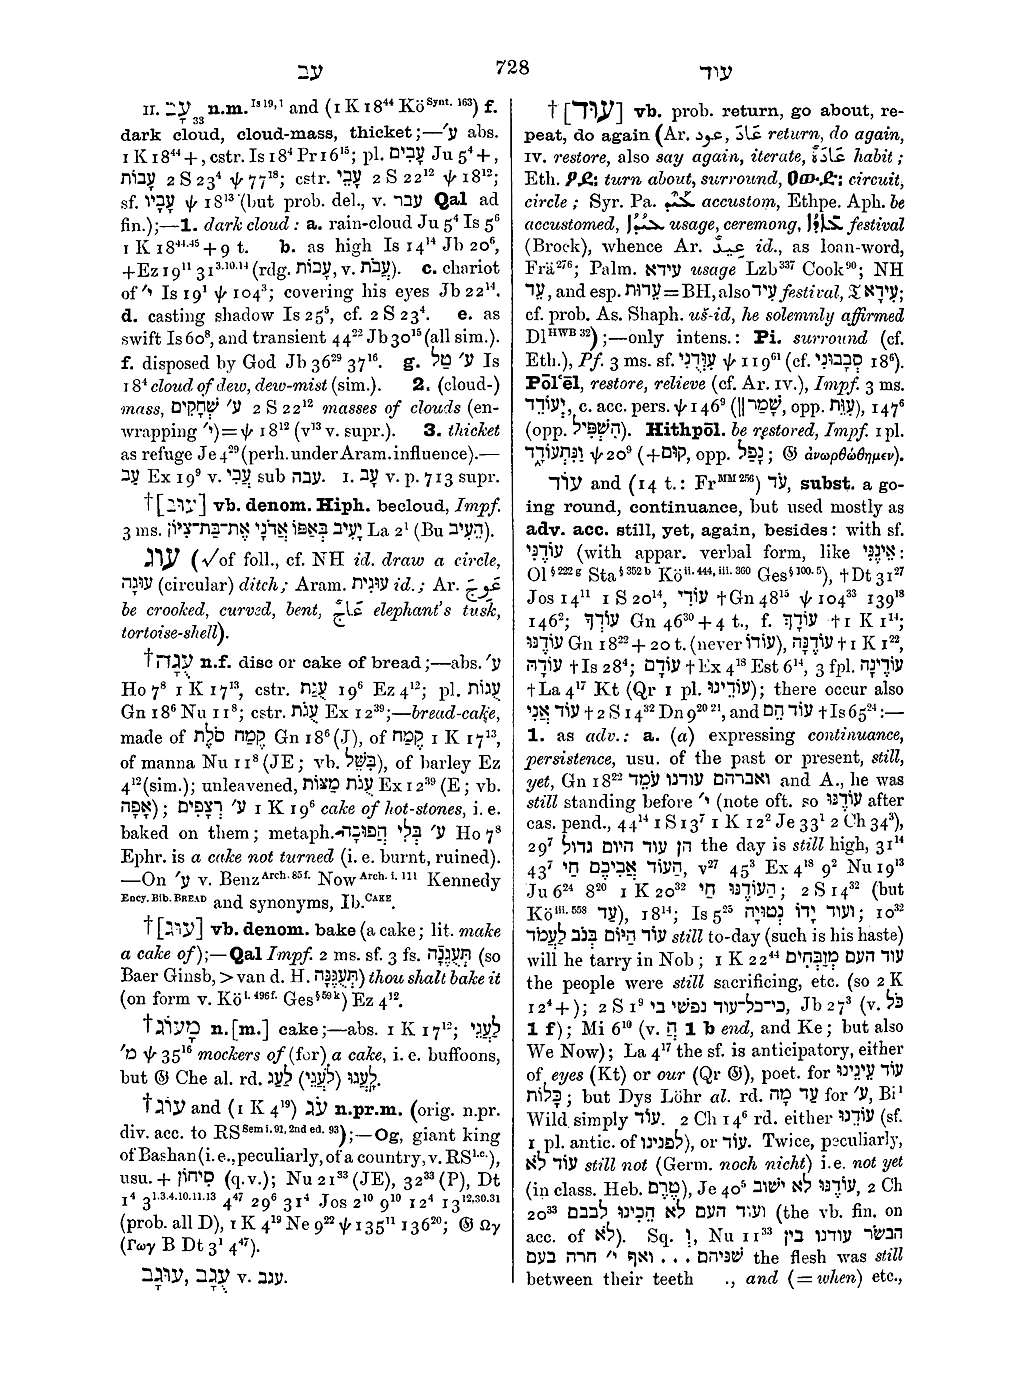 עב
728
עוד
II. עָב n.m. Is 19, 1 and (1 K 18⁴⁴ Kö Synt. 163) f.
33
dark cloud, cloud-mass, thicket;—ע׳ abs.
1 K 18⁴⁴+, cstr. Is 18⁴ Pr 16¹⁵; pl. עָבִים Ju 5⁴+,
עָבוֹת 2 S 23⁴ ψ 77¹⁸; cstr. עָבֵי 2 S 22¹² ψ 18¹²;
sf. עָבָיו ψ 18¹³ (but prob. del., v. עבר Qal ad
fin.);—1. dark cloud: a. rain-cloud Ju 5⁴ Is 5⁶
1 K 18⁴⁴·⁴⁵+9 t. b. as high Is 14¹⁴ Jb 20⁶,
+Ez 19¹¹ 31³·¹⁰·¹⁴ (rdg. עָבוֹת, v. עֲבֹת). c. chariot
of י׳ Is 19¹ ψ 104³; covering his eyes Jb 22¹⁴.
d. casting shadow Is 25⁵, cf. 2 S 23⁴. e. as
swift Is 60⁸, and transient 44²² Jb 30¹⁵ (all sim.).
f. disposed by God Jb 36²⁹ 37¹⁶. g. ע׳ טַל Is
18⁴ cloud of dew, dew-mist (sim.). 2. (cloud-)
mass, ע׳ שְׁחָקִים 2 S 22¹² masses of clouds (en-
wrapping י׳)=ψ 18¹² (v¹³ v. supr.). 3. thicket
as refuge Je 4²⁹ (perh. under Aram. influence).—
עב Ex 19⁹ v. עֲבִי sub עבה. I. עב v. p. 713 supr.
†[עוּב] vb. denom. Hiph. becloud, Impf.
3 ms. יָעִיב בְּאַפּוֹ אֲדֹנָי אֶת־בַּת־צִיּוֹן La 2¹ (Bu הֵעִיב).
עוּג (√of foll., cf. NH id. draw a circle,
עוּגָה (circular) ditch; Aram. עוּגִית id.; Ar. عَوِجَ
be crooked, curved, bent, عَاجٌ elephant's tusk,
tortoise-shell).
†עֻגָה n.f. disc or cake of bread;—abs. ע׳
Ho 7⁸ 1 K 17¹³, cstr. עֻגַת 19⁶ Ez 4¹²; pl. עֻגוֹת
Gn 18⁶ Nu 11⁸; cstr. עֻגֹת Ex 12³⁹;—bread-cake,
made of קֶמַח סֹלֶת Gn 18⁶ (J), of קֶמַח 1 K 17¹³,
of manna Nu 11⁸ (JE; vb. בִּשֵּׁל), of barley Ez
4¹² (sim.); unleavened, עֻגֹת מַצּוֹת Ex 12³⁹ (E; vb.
אָפָה); ע׳ רְצָפִים 1 K 19⁶ cake of hot-stones, i. e.
baked on them; metaph. ע׳ בְּלִי הֲפוּכָה Ho 7⁸
Ephr. is a cake not turned (i. e. burnt, ruined).
—On ע׳ v. Benz Arch. 85 f. Now Arch. i. 111 Kennedy
Ency. Bib. BREAD and synonyms, Ib. CAKE.
†[עוּג] vb. denom. bake (a cake; lit. make
a cake of);—Qal Impf. 2 ms. sf. 3 fs. תְּעֻגֶנָה (so
Baer Ginsb, > van d. H. תְּעֻגֶּנָּה) thou shalt bake it
(on form v. Kö i. 496 f. Ges § 59 k) Ez 4¹².
†מָעוֹג n.[m.] cake;—abs. 1 K 17¹²; לַעֲגֵי
מ׳ ψ 35¹⁶ mockers of (for) a cake, i. c. buffoons,
but 𝔊 Che al. rd. לָעֲגוּ (לֹעֲגַי) לָעַג.
†עוֹג and (1 K 4¹⁹) עֹג n.pr.m. (orig. n.pr.
div. acc. to RS Sem i. 91, 2nd ed. 93);—Og, giant king
of Bashan (i. e., peculiarly, of a country, v. RS l.c.),
usu. + סִיחוֹן (q.v.); Nu 21³³ (JE), 32³³ (P), Dt
1⁴ 3¹·³·⁴·¹⁰·¹¹·¹³ 4⁴⁷ 29⁶ 31⁴ Jos 2¹⁰ 9¹⁰ 12⁴ 13¹²·³⁰·³¹
(prob. all D), 1 K 4¹⁹ Ne 9²² ψ 135¹¹ 136²⁰; 𝔊 Ωγ
(Γωγ B Dt 3¹ 4⁴⁷).
עוּגָב, עֻגָב v. עגב.
†[עוּד] vb. prob. return, go about, re-
peat, do again (Ar. عود, عَادَ return, do again,
IV. restore, also say again, iterate, عَادَةٌ habit;
Eth. ዖደ: turn about, surround, ዐውድ: circuit,
circle; Syr. Pa. ܥܰܝܶܕ accustom, Ethpe. Aph. be
accustomed, ܥܝܳܕܳܐ usage, ceremony, ܥܺܐܕܳܐ festival
(Brock), whence Ar. عِيدٌ id., as loan-word,
Frä²⁷⁶; Palm. עידא usage Lzb³³⁷ Cook⁹⁰; NH
עַד, and esp. עֵדוּת=BH, also עִיד festival, 𝔗 עִידָא;
cf. prob. As. Shaph. uš-id, he solemnly affirmed
Dl HWB 32);—only intens.: Pi. surround (cf.
Eth.), Pf. 3 ms. sf. עִוְּדֻנִי ψ 119⁶¹ (cf. סְבָבוּנִי 18⁶).
Pōl‘ēl, restore, relieve (cf. Ar. IV.), Impf. 3 ms.
יְעוֹדֵד, c. acc. pers. ψ 146⁹ (‖שָׁמַר, opp. עִוֵּת), 147⁶
(opp. הִשְׁפִּיל). Hithpōl. be restored, Impf. 1 pl.
וַנִּתְעוֹדָד ψ 20⁹ (+קוּם, opp. נָפַל; 𝔊 ἀνωρθώθημεν).
עוֹד and (14 t.: Fr MM 256) עֹד, subst. a go-
ing round, continuance, but used mostly as
adv. acc. still, yet, again, besides: with sf.
עוֹדֶנִּי (with appar. verbal form, like אֵינֶנִּי:
Ol § 222 g Sta § 352 b Kö ii. 444, iii. 360 Ges § 100. 5), †Dt 31²⁷
Jos 14¹¹ 1 S 20¹⁴, עוֹדִי †Gn 48¹⁵ ψ 104³³ 139¹⁸
146²; עוֹדְךָ Gn 46³⁰+4 t., f. עוֹדָךְ †1 K 1¹⁴;
עוֹדֶנּוּ Gn 18²²+20 t. (never עוֹדוֹ), עוֹדֶנָּה †1 K 1²²,
עוֹדָהּ †Is 28⁴; עוֹדָם †Ex 4¹⁸ Est 6¹⁴, 3 fpl. עוֹדֵינָה
†La 4¹⁷ Kt (Qr 1 pl. עוֹדֵינוּ); there occur also
עוֹד אֲנִי †2 S 14³² Dn 9²⁰ ²¹, and עוֹד הֵם †Is 65²⁴:—
1. as adv.: a. (a) expressing continuance,
persistence, usu. of the past or present, still,
yet, Gn 18²² ואברהם עודנו עֹמֵד and A., he was
still standing before י׳ (note oft. so עוֹדֶנּוּ after
cas. pend., 44¹⁴ 1 S 13⁷ 1 K 12² Je 33¹ 2 Ch 34³),
29⁷ הן עוד היום גדול the day is still high, 31¹⁴
43⁷ הַעוֹד אֲבִיכֶם חַי, v²⁷ 45³ Ex 4¹⁸ 9² Nu 19¹³
Ju 6²⁴ 8²⁰ 1 K 20³² הַעוֹדֶנּוּ חַי; 2 S 14³² (but
Kö iii. 558 עַד), 18¹⁴; Is 5²⁵ ועוד יָדוֹ נְטוּיָה; 10³²
עוֹד הַיּוֹם בְּנֹב לַעֲמֹד still to-day (such is his haste)
will he tarry in Nob; 1 K 22⁴⁴ עוד העם מְזַבְּחִים
the people were still sacrificing, etc. (so 2 K
12⁴+); 2 S 1⁹ כי־כל־עוד נפשי בי, Jb 27³ (v. כֹּל
1 f); Mi 6¹⁰ (v. הֲ 1 b end, and Ke; but also
We Now); La 4¹⁷ the sf. is anticipatory, either
of eyes (Kt) or our (Qr 𝔊), poet. for עוֹד עֵינֵינוּ
כָּלוֹת; but Dys Löhr al. rd. עַד מָה for ע׳, Bi¹
Wild. simply עוֹד. 2 Ch 14⁶ rd. either עוֹדֶנּוּ (sf.
1 pl. antic. of לפנינו), or עוֹד. Twice, peculiarly,
עוֹד לֹא still not (Germ. noch nicht) i.e. not yet
(in class. Heb. טֶרֶם), Je 40⁵ עוֹדֶנּוּ לֹא ישוב, 2 Ch
20³³ ועוד העם לֹא הֵכִינוּ לבבם (the vb. fin. on
acc. of לֹא). Sq. וְ, Nu 11³³ הבשׂר עודנו בין
שׁניהם . . . ואף י׳ חרה בעם the flesh was still
between their teeth ., and (=when) etc.,